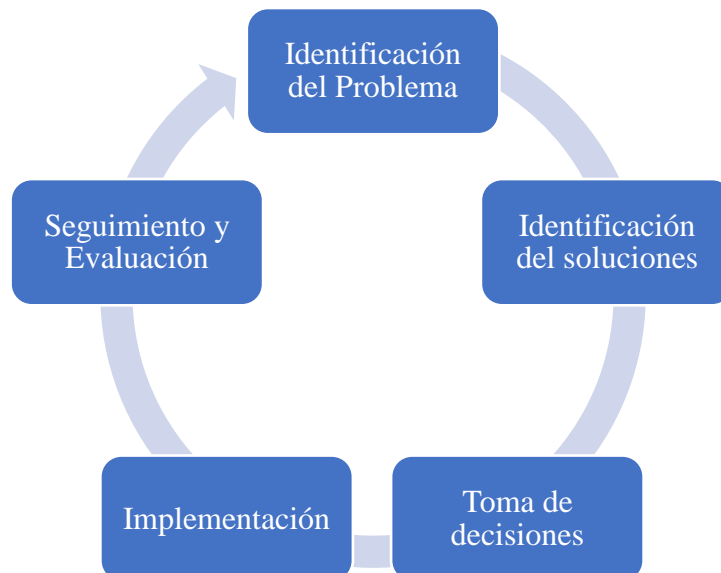 Identificación
del Problema
Identificación
del soluciones
Toma de
decisiones
Implementación
Seguimiento y
Evaluación